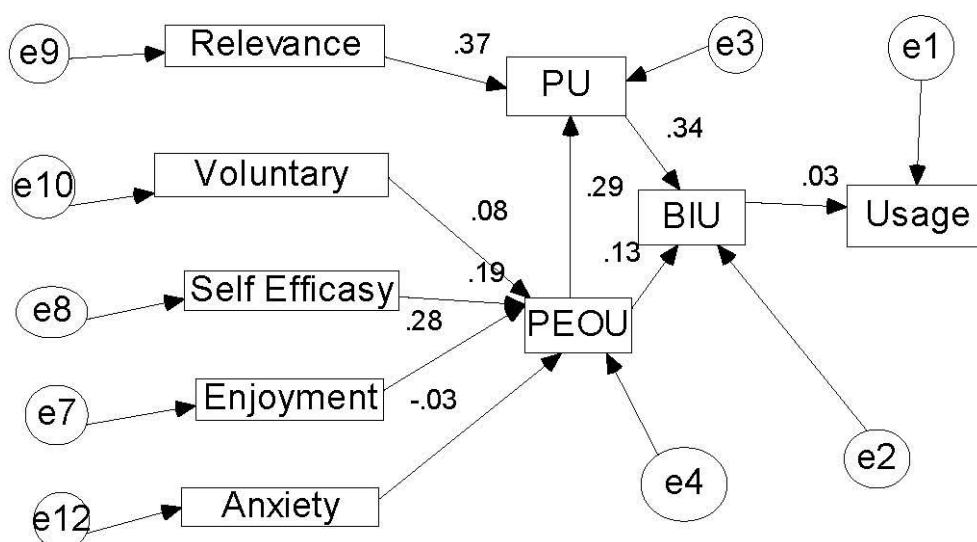 e9
Relevance
.37
PU
e3
e1
e10
Voluntary
.08
.29
.34
BIU
.03
Usage
e8
Self Efficasy
.19
.28
PEOU
.13
e7
Enjoyment
-.03
e4
e2
e12
Anxiety